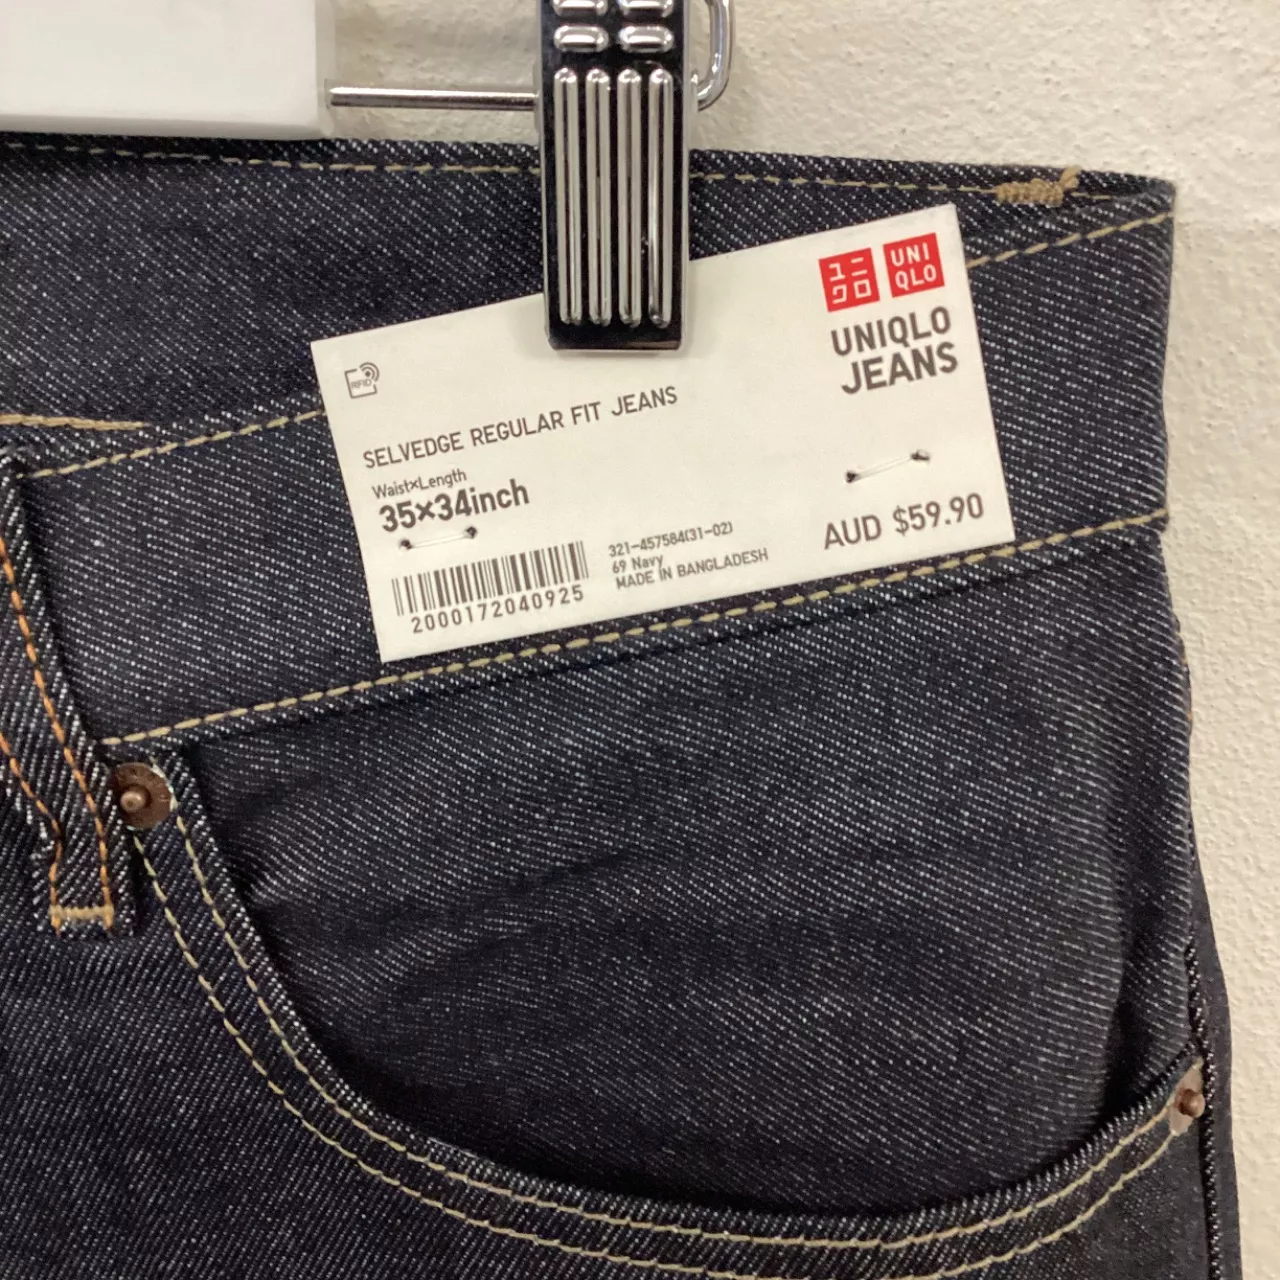 ユニ
クロ
UNI
QLO
UNIQLO
JEANS
RFID
SELVEDGE REGULAR FIT JEANS
Waist×Length
35×34inch
AUD $59.90
321-457584(31-02)
69 Navy
MADE IN BANGLADESH
2000172040925